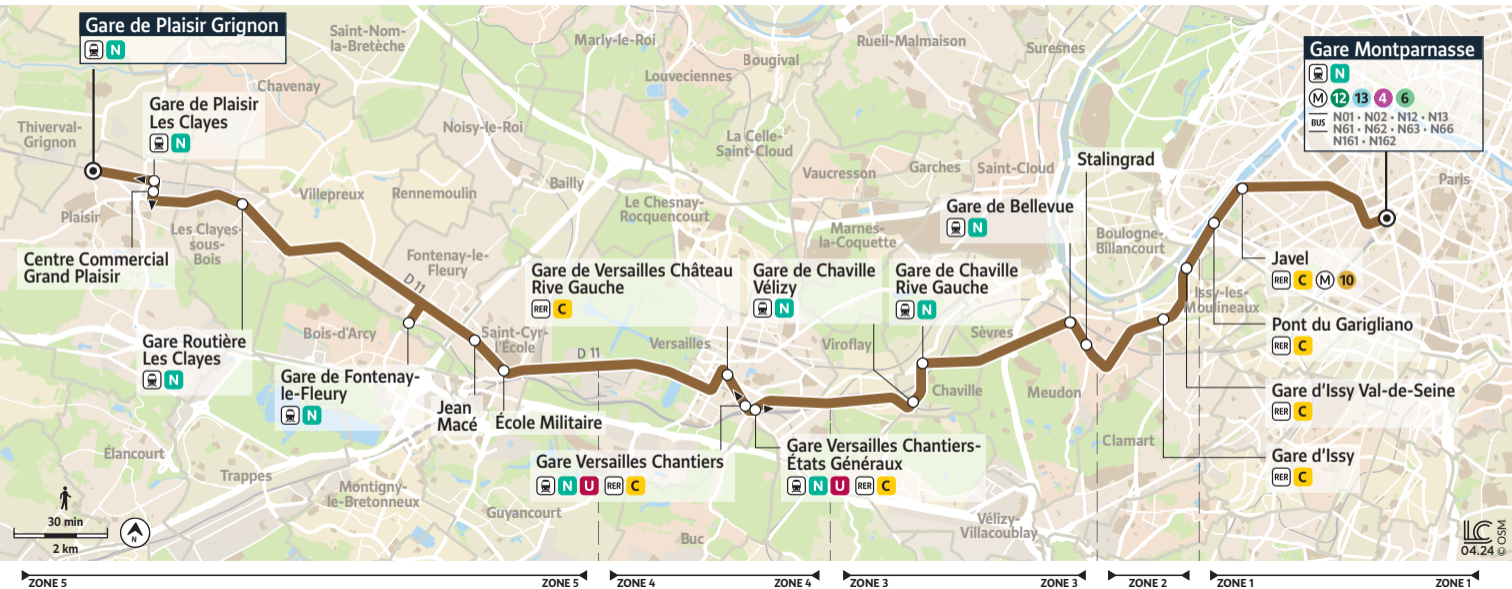 Gare de Plaisir Grignon
N
Saint-Nom-
la-Bretèche
Marly-le-Roi
Bougival
Rueil-Malmaison
Suresnes
Gare Montparnasse
N
M 12 13 4 6
BUS
N01 • N02 • N12 • N13
N61 • N62 • N63 • N66
N161 • N162
Louveciennes
Chavenay
Gare de Plaisir
Les Clayes
N
Thiverval-
Grignon
Noisy-le-Roi
La Celle-
Saint-Cloud
Stalingrad
Garches
Saint-Cloud
Vaucresson
Paris
Bailly
Villepreux
Rennemoulin
Le Chesnay-
Rocquencourt
Gare de Bellevue
N
Plaisir
Les Clayes-
sous-
Bois
Marnes-
la-Coquette
Boulogne-
Billancourt
Centre Commercial
Grand Plaisir
Fontenay-le-
Fleury
D 11
Gare de Versailles Château
Rive Gauche
RER C
Gare de Chaville
Vélizy
N
Gare de Chaville
Rive Gauche
N
Javel
RER C M 10
Issy-les-
Moulineaux
Pont du Garigliano
RER C
Bois-d'Arcy
Saint-Cyr-
l'École
Versailles
Viroflay
Sèvres
Gare Routière
Les Clayes
N
D 11
Gare de Fontenay-
le-Fleury
N
Jean
Macé
École Militaire
Chaville
Meudon
Gare d'Issy Val-de-Seine
RER C
Clamart
Gare d'Issy
RER C
Gare Versailles Chantiers
N U RER C
Gare Versailles Chantiers-
États Généraux
N U RER C
Élancourt
Trappes
Montigny-
le-Bretonneux
Guyancourt
Buc
Vélizy-
Villacoublay
30 min
2 km
N
LLC
04.24
© OSM
ZONE 5
ZONE 5
ZONE 4
ZONE 4
ZONE 3
ZONE 3
ZONE 2
ZONE 1
ZONE 1